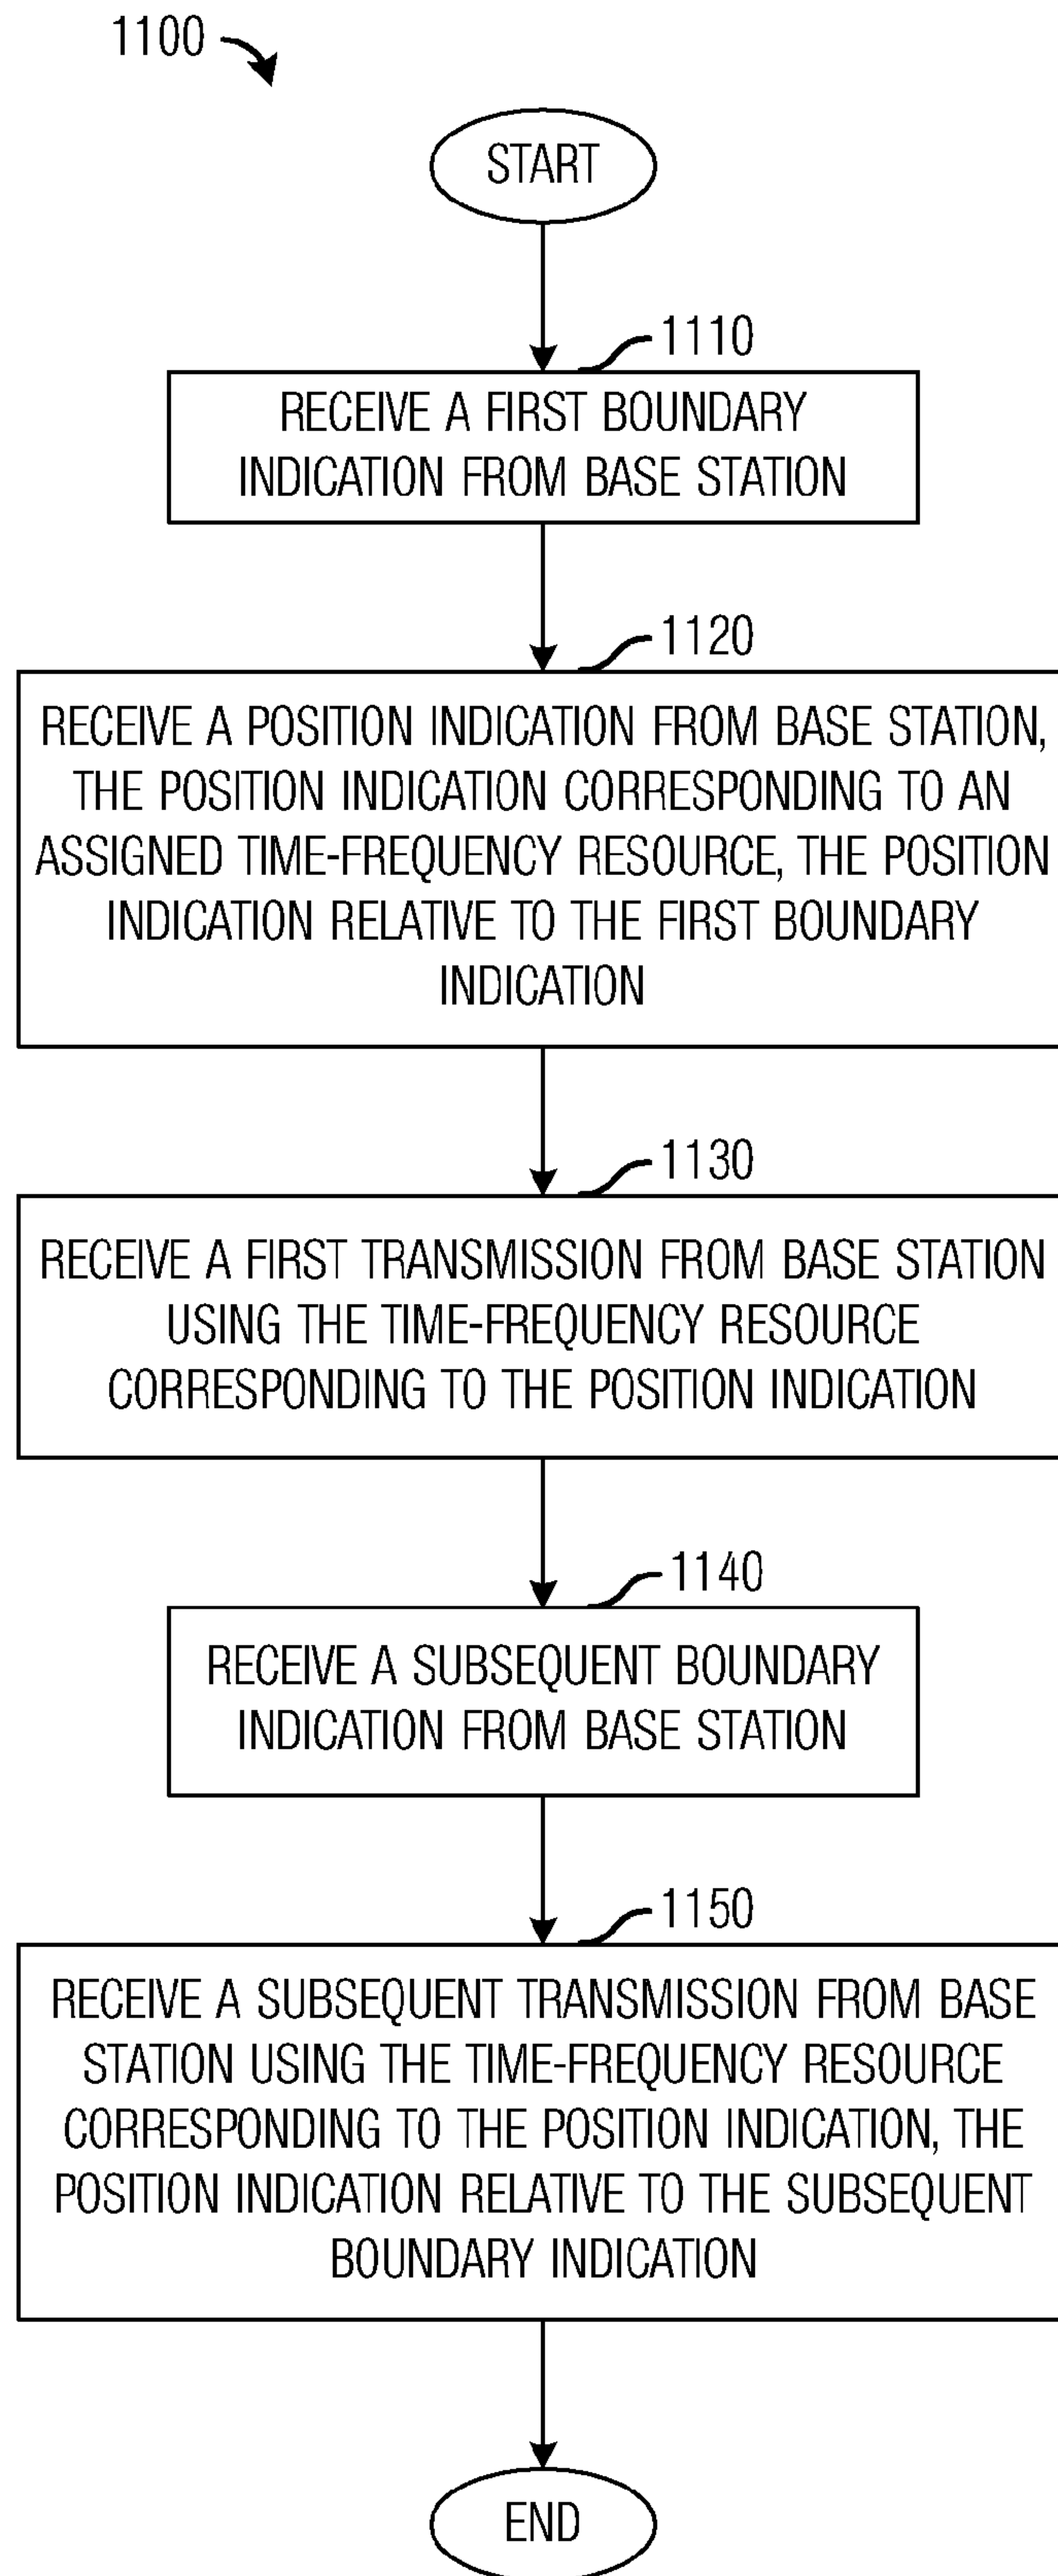 1100
START
1110
RECEIVE A FIRST BOUNDARY
INDICATION FROM BASE STATION
1120
RECEIVE A POSITION INDICATION FROM BASE STATION,
THE POSITION INDICATION CORRESPONDING TO AN
ASSIGNED TIME-FREQUENCY RESOURCE, THE POSITION
INDICATION RELATIVE TO THE FIRST BOUNDARY
INDICATION
1130
RECEIVE A FIRST TRANSMISSION FROM BASE STATION
USING THE TIME-FREQUENCY RESOURCE
CORRESPONDING TO THE POSITION INDICATION
1140
RECEIVE A SUBSEQUENT BOUNDARY
INDICATION FROM BASE STATION
1150
RECEIVE A SUBSEQUENT TRANSMISSION FROM BASE
STATION USING THE TIME-FREQUENCY RESOURCE
CORRESPONDING TO THE POSITION INDICATION, THE
POSITION INDICATION RELATIVE TO THE SUBSEQUENT
BOUNDARY INDICATION
END